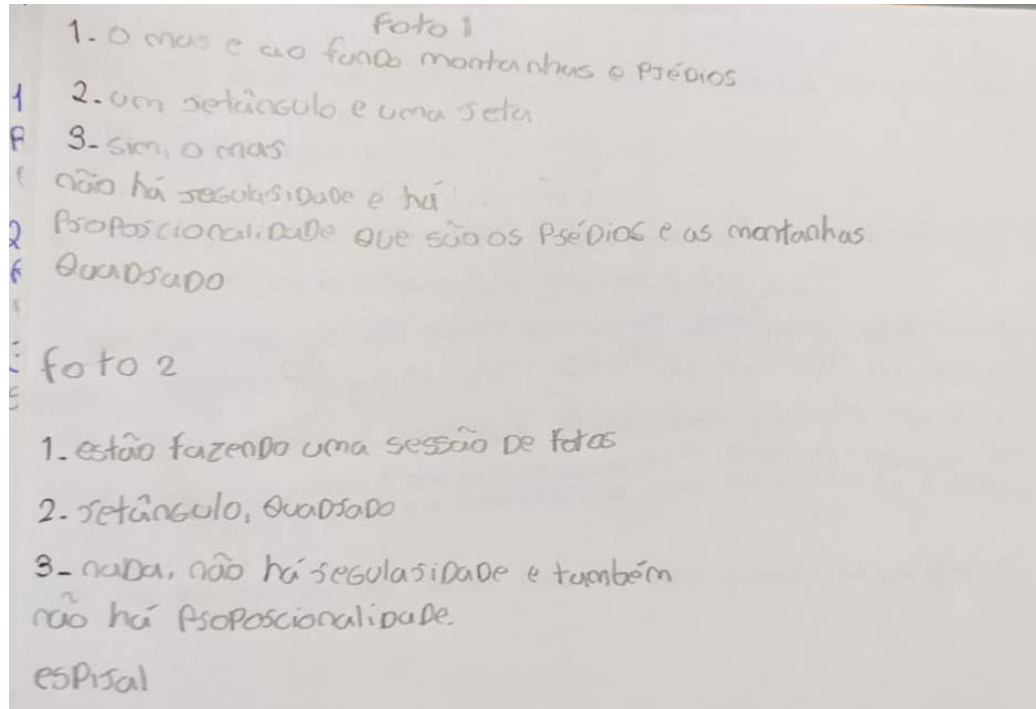 Foto 1
1. o mar e ao fundo montanhas e Prédios
2. um retângulo e uma reta
3- sim, o mar.
não há regularidade e há
ProPorcionaliDaDe Que são os PréDios e as montanhas
QuaDraDo
foto 2
1. estão fazenDo uma sessão De fotos
2. retângulo, QuaDraDo
3- naDa, não há regulariDaDe e também
não há ProPorcionaliDaDe.
esPiral